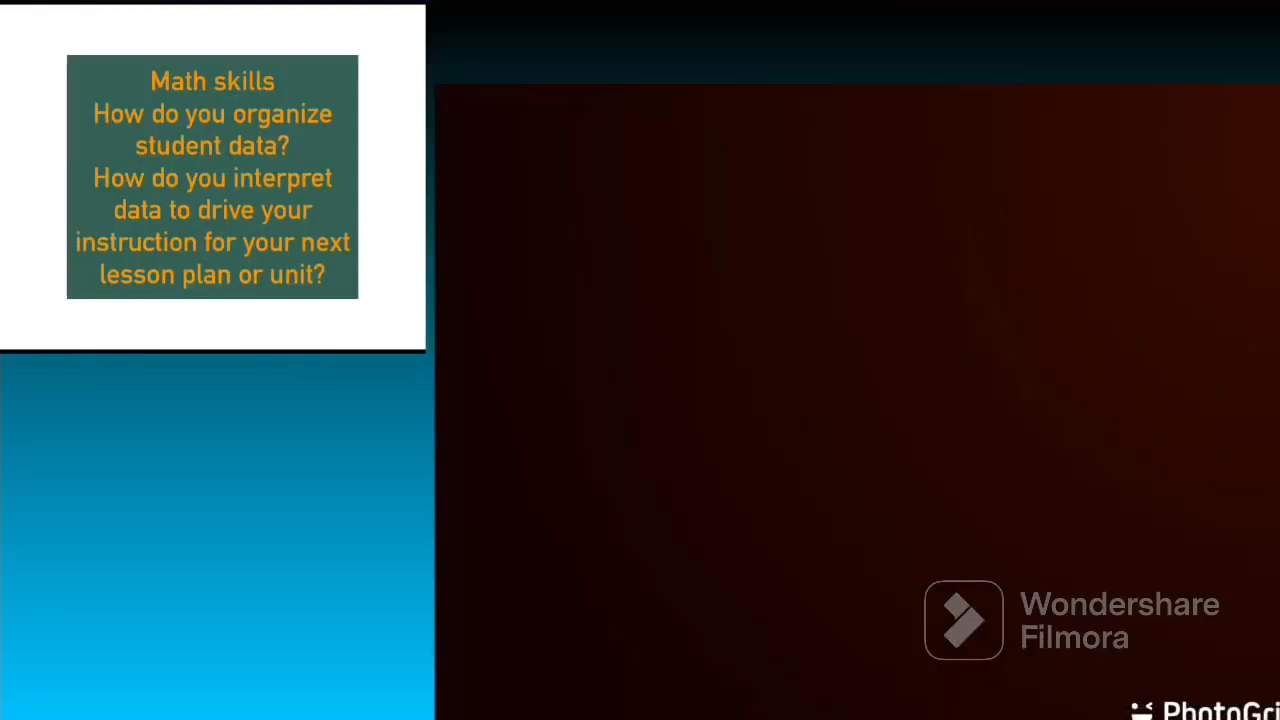 Math skills
How do you organize
student data?
How do you interpret
data to drive your
instruction for your next
lesson plan or unit?
Wondershare
Filmora
PhotoGri